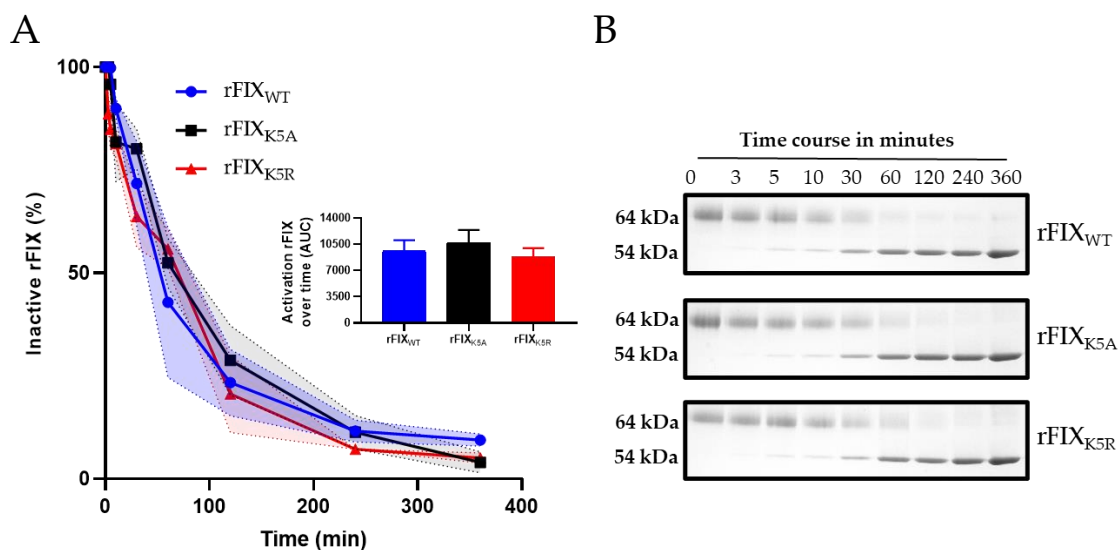 A
B
100
50
0
Inactive rFIX (%)
0 100 200 300 400
Time (min)
rFIXWT
rFIXK5A
rFIXK5R
14000
10500
7000
3500
0
Activation rFIX
over time (AUC)
rFIXWT rFIXK5A rFIXK5R
Time course in minutes
0 3 5 10 30 60 120 240 360
64 kDa
54 kDa
rFIXWT
64 kDa
54 kDa
rFIXK5A
64 kDa
54 kDa
rFIXK5R